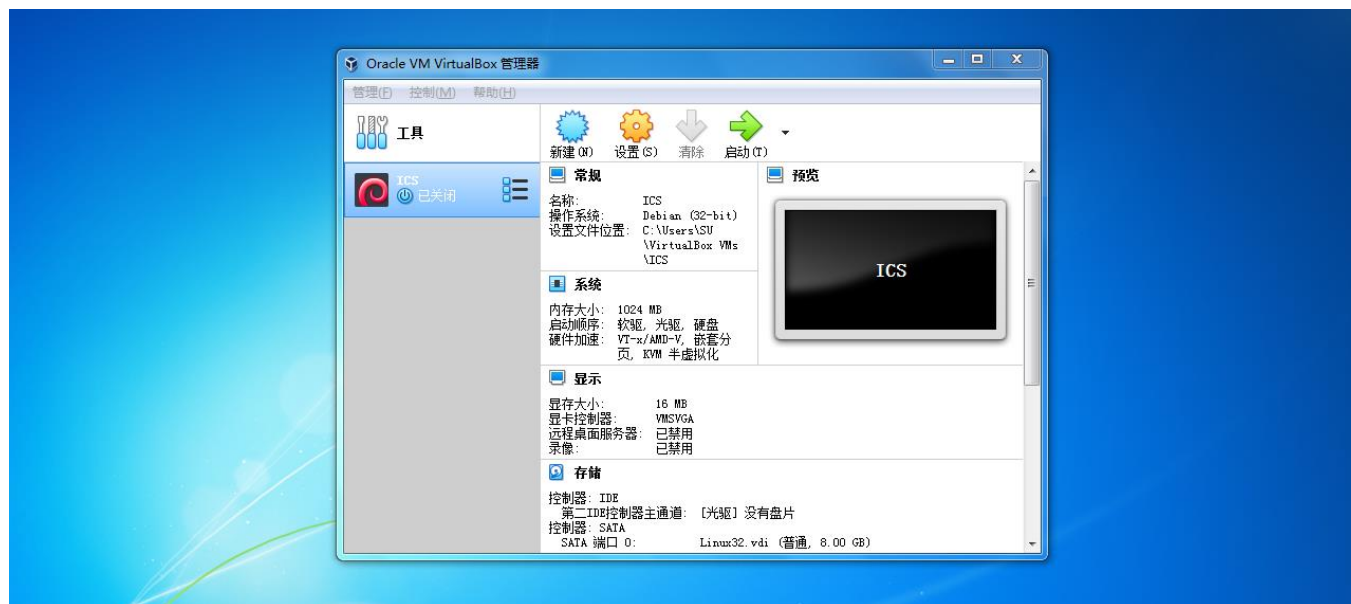 Oracle VM VirtualBox 管理器
管理(F) 控制(M) 帮助(H)
工具
新建(N) 设置(S) 清除 启动(T)
ICS
已关闭
常规
名称: ICS
操作系统: Debian (32-bit)
设置文件位置: C:\Users\SU
\VirtualBox VMs
\ICS
预览
ICS
系统
内存大小: 1024 MB
启动顺序: 软驱, 光驱, 硬盘
硬件加速: VT-x/AMD-V, 嵌套分
页, KVM 半虚拟化
显示
显存大小: 16 MB
显卡控制器: VMSVGA
远程桌面服务器: 已禁用
录像: 已禁用
存储
控制器: IDE
第二IDE控制器主通道: [光驱] 没有盘片
控制器: SATA
SATA 端口 0: Linux32.vdi (普通, 8.00 GB)